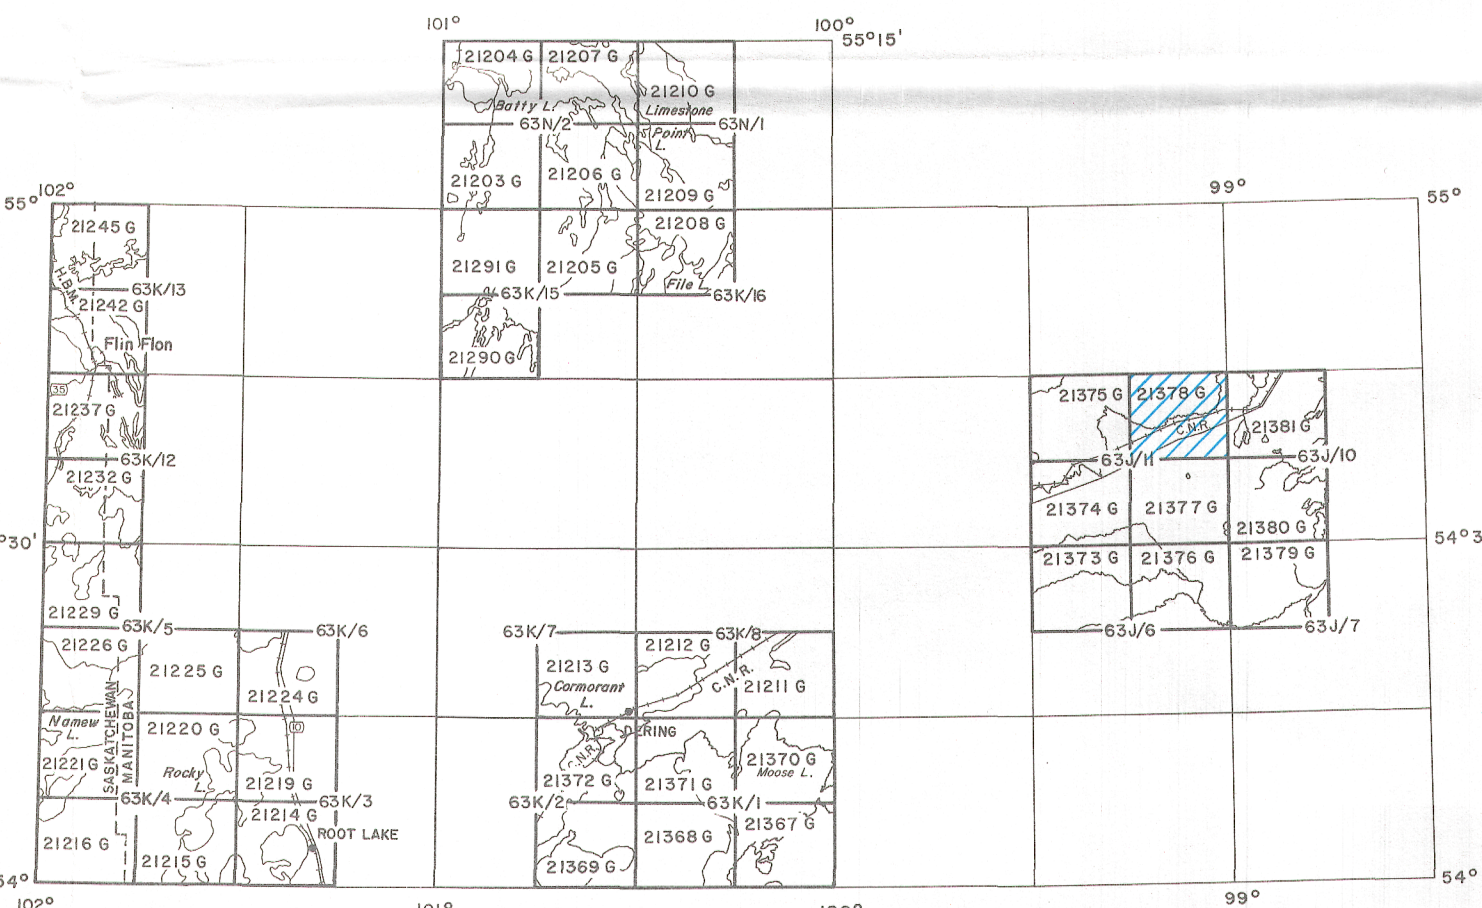 101°
100°
55°15'
21204 G
21207 G
21210 G
Batty L.
Limestone
63N/2
63N/1
Point
L.
21203 G
21206 G
21209 G
21208 G
21291 G
21205 G
File L.
63K/15
63K/16
21290 G
102°
55°
21245 G
H.B.M.
63K/13
21242 G
Flin Flon
35
21237 G
63K/12
21232 G
°30'
21229 G
63K/5
63K/6
21226 G
21225 G
21224 G
SASKATCHEWAN
MANITOBA
Namew
L.
21220 G
10
21221 G
Rocky
L.
21219 G
63K/4
63K/3
21214 G
ROOT LAKE
21216 G
21215 G
54°
102°
63K/7
63K/8
21212 G
21213 G
C.N.R.
21211 G
Cormorant
L.
DERING
C.N.R.
21370 G
Moose L.
21372 G
21371 G
63K/2
63K/1
21367 G
21368 G
21369 G
101°
100°
99°
55°
21375 G
21378 G
C.N.R.
21381 G
63J/11
63J/10
21374 G
21377 G
21380 G
54°3
21373 G
21376 G
21379 G
63J/6
63J/7
54°
99°